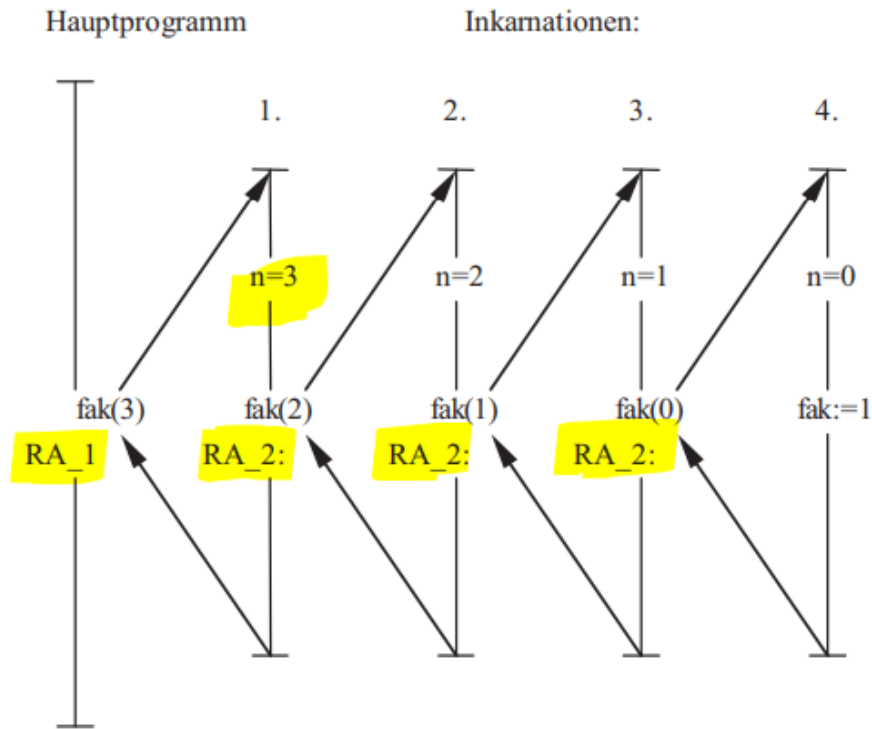 Hauptprogramm Inkarnationen:
1. 2. 3. 4.
n=3 n=2 n=1 n=0
fak(3) fak(2) fak(1) fak(0) fak:=1
RA_1 RA_2: RA_2: RA_2: